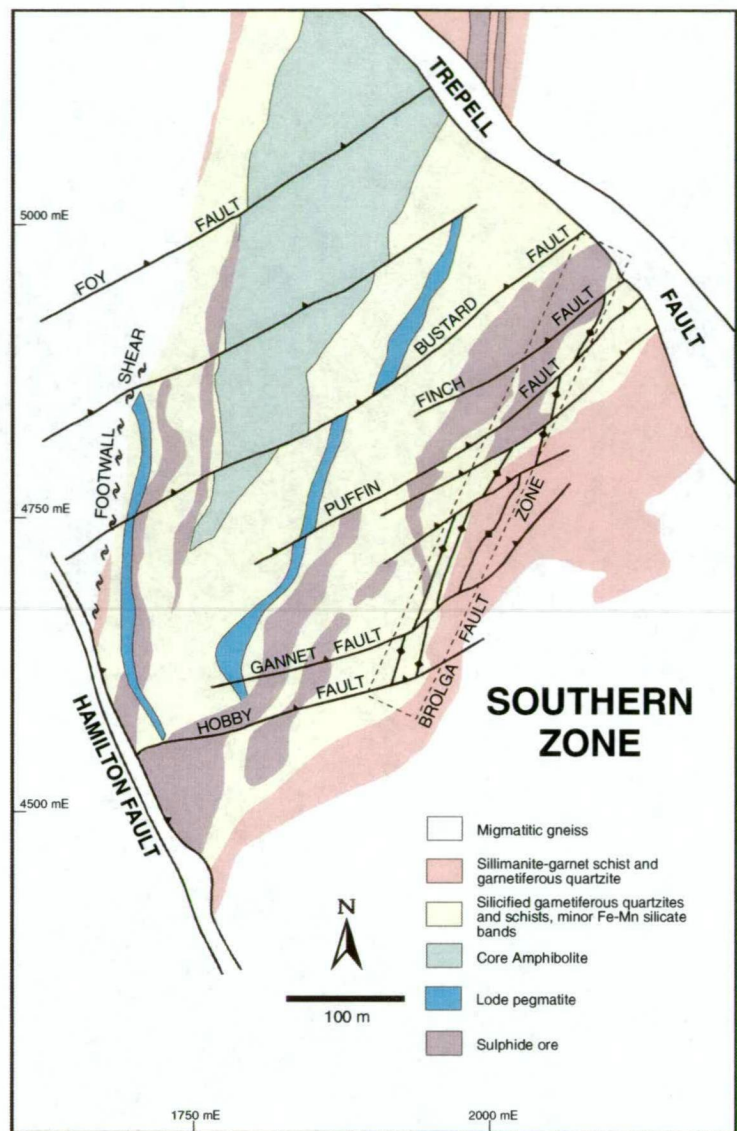 TREPELL
FAULT
5000 mE
FOY
FAULT
FAULT
BUSTARD
FAULT
FINCH
FAULT
SHEAR
FOOTWALL
PUFFIN
ZONE
4750 mE
FAULT
GANNET FAULT
HOBBY
FAULT
BROLGA
SOUTHERN
ZONE
HAMILTON FAULT
4500 mE
Migmatitic gneiss
Sillimanite-garnet schist and
garnetiferous quartzite
Silicified garnetiferous quartzites
and schists, minor Fe-Mn silicate
bands
Core Amphibolite
Lode pegmatite
Sulphide ore
N
100 m
1750 mE
2000 mE